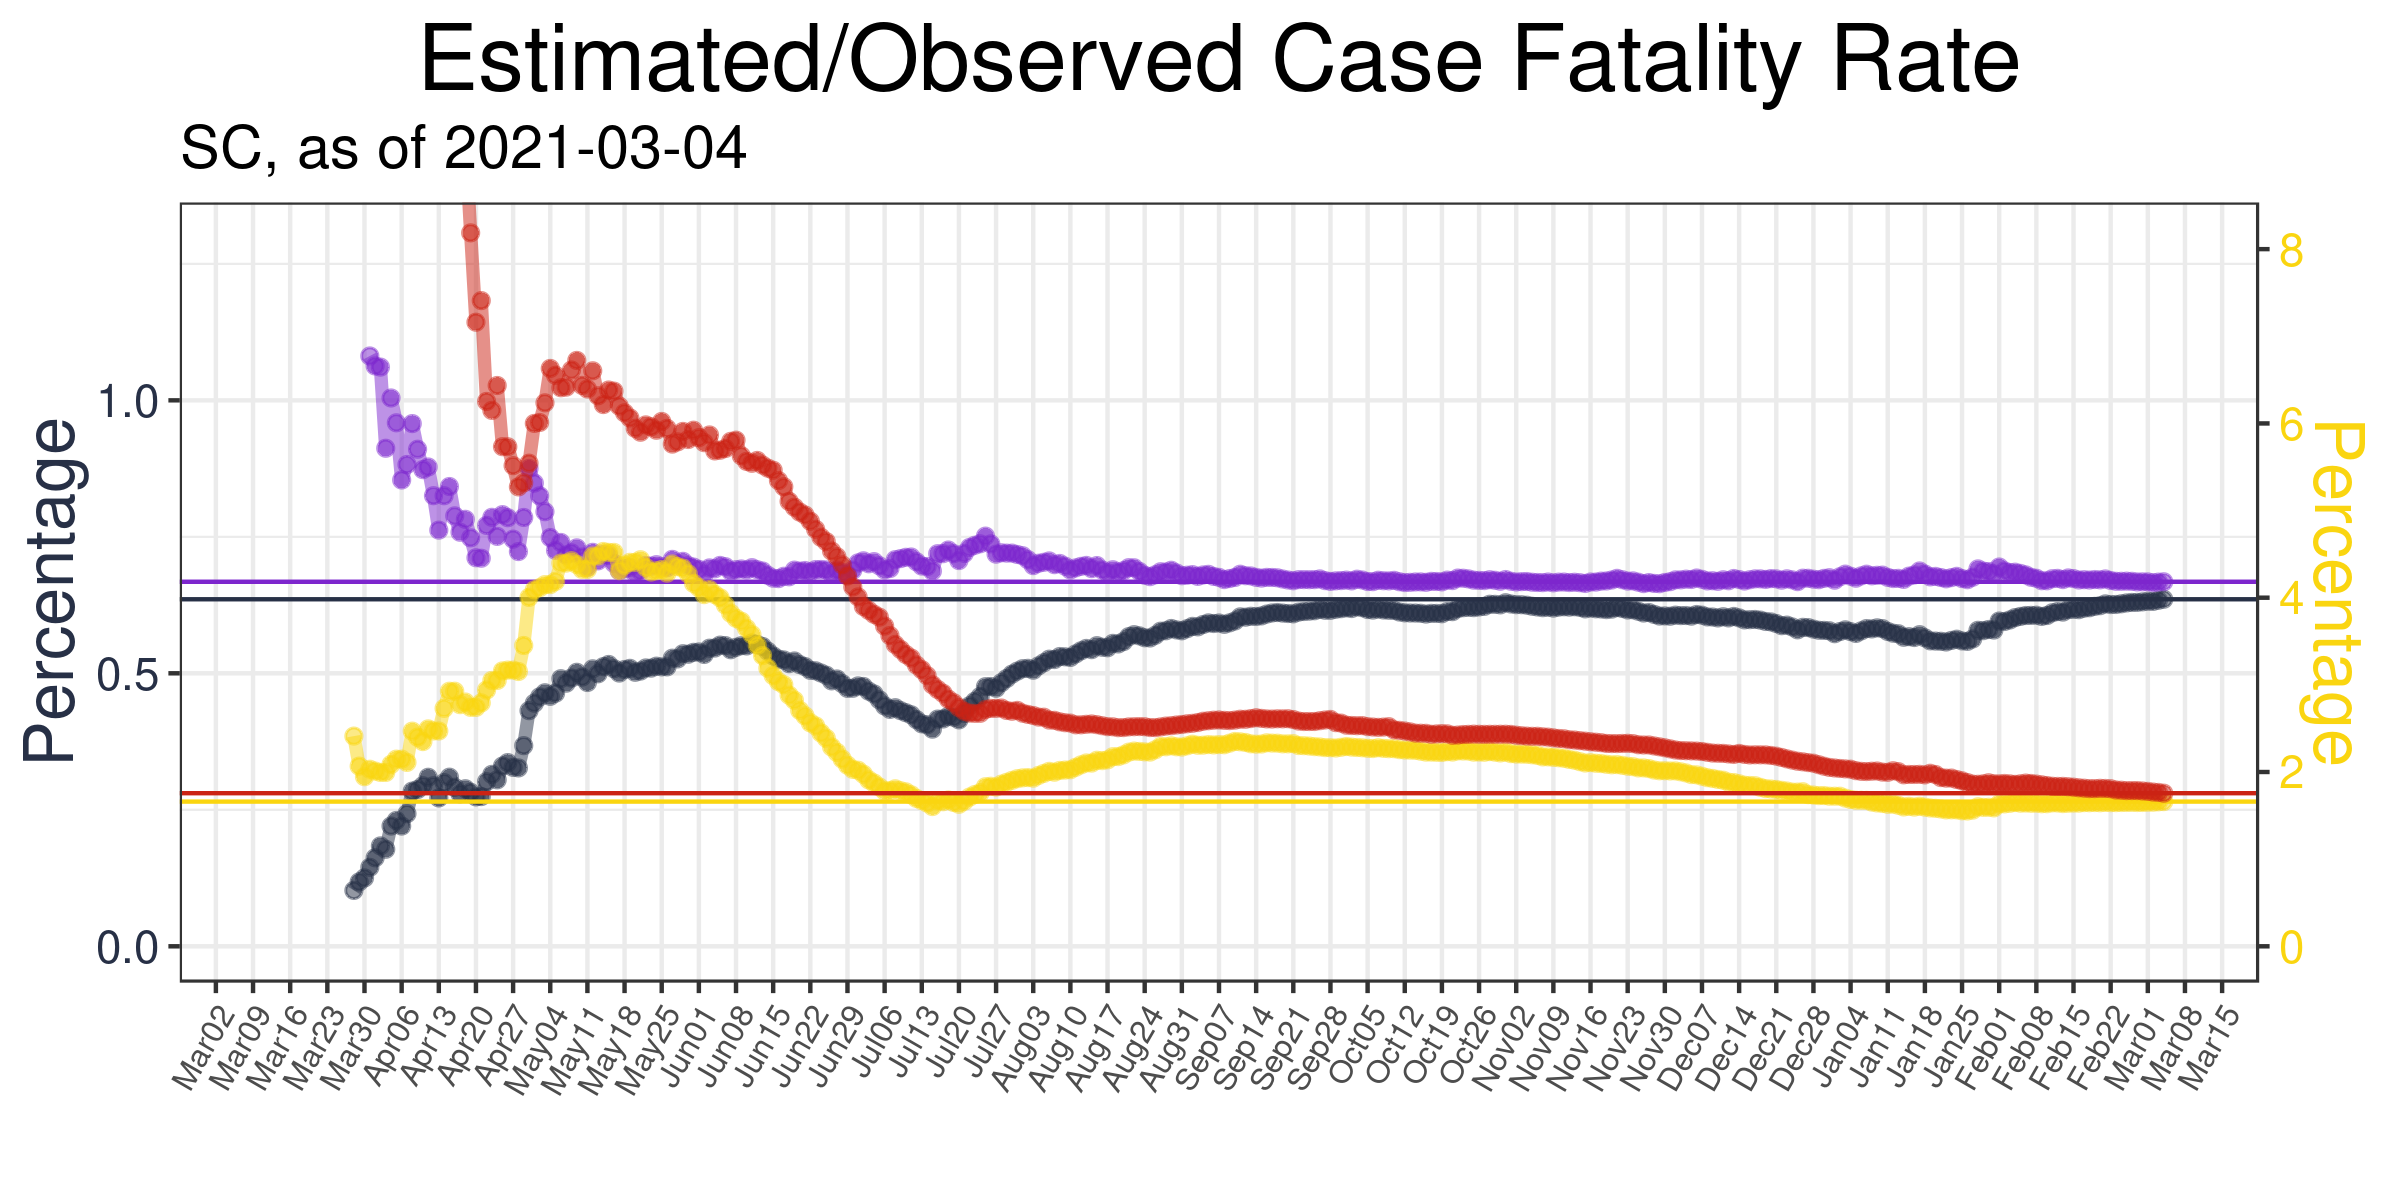 Estimated/Observed Case Fatality Rate
SC, as of 2021-03-04
Percentage
1.0
0.5
0.0
8
6
4
2
0
Percentage
Mar02
Mar09
Mar16
Mar23
Mar30
Apr06
Apr13
Apr20
Apr27
May04
May11
May18
May25
Jun01
Jun08
Jun15
Jun22
Jun29
Jul06
Jul13
Jul20
Jul27
Aug03
Aug10
Aug17
Aug24
Aug31
Sep07
Sep14
Sep21
Sep28
Oct05
Oct12
Oct19
Oct26
Nov02
Nov09
Nov16
Nov23
Nov30
Dec07
Dec14
Dec21
Dec28
Jan04
Jan11
Jan18
Jan25
Feb01
Feb08
Feb15
Feb22
Mar01
Mar08
Mar15